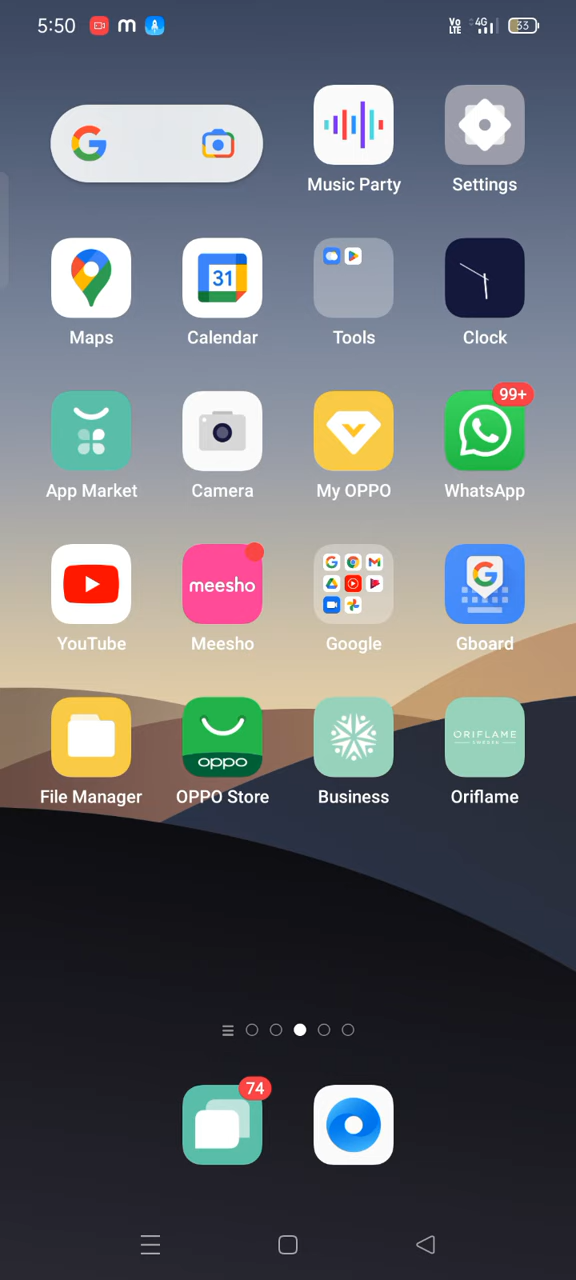 5:50 m Vo LTE 4G 33
Music Party Settings
31
Maps Calendar Tools Clock
99+
App Market Camera My OPPO WhatsApp
meesho
YouTube Meesho Google Gboard
oppo ORIFLAME
SWEDEN
File Manager OPPO Store Business Oriflame
74